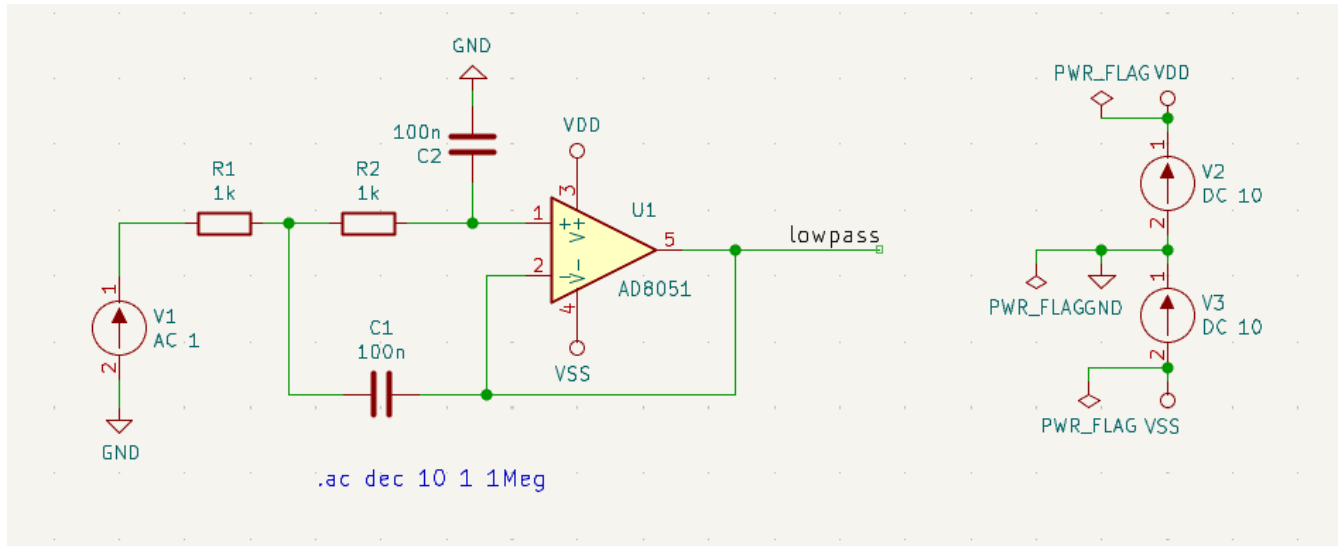 GND
100n
C2
VDD
R1
1k
R2
1k
3
1
+
V+
U1
5
lowpass
2
-
V-
AD8051
4
1
V1
AC 1
2
GND
C1
100n
VSS
.ac dec 10 1 1Meg
PWR_FLAG VDD
1
V2
DC 10
2
PWR_FLAG GND
1
V3
DC 10
2
PWR_FLAG VSS